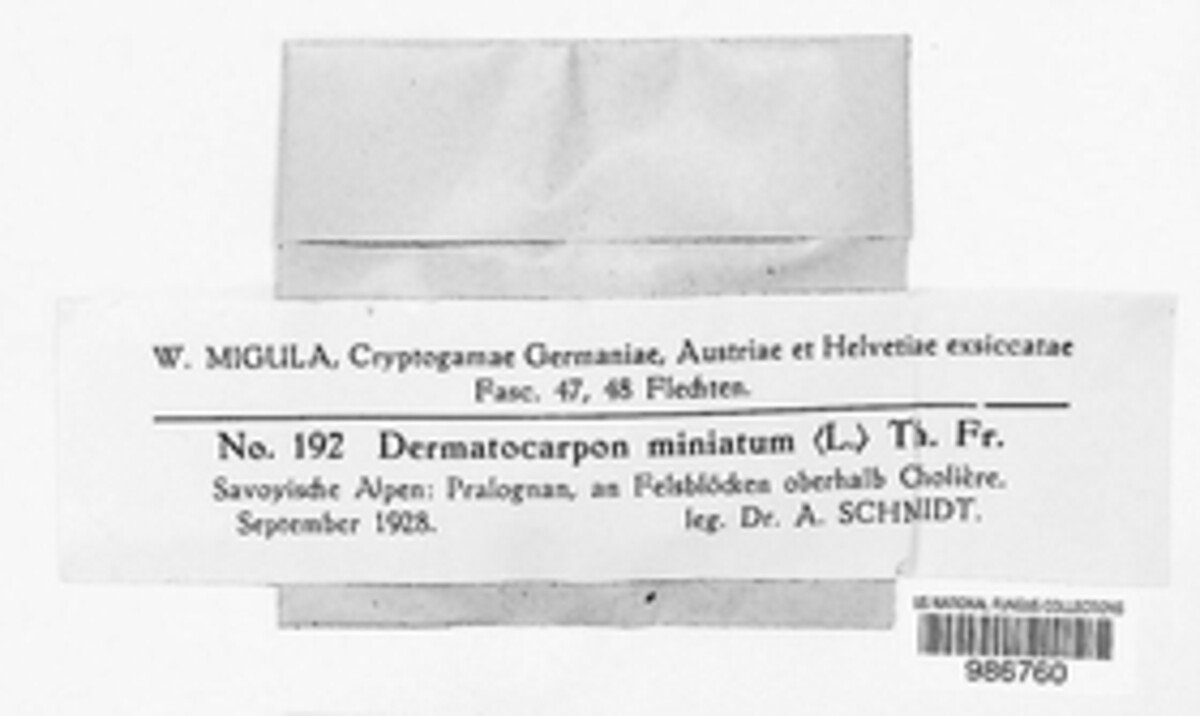 W. MIGULA, Cryptogamae Germaniae, Austriae et Helvetiae exsiccatae
Fasc. 47, 48 Flechten.
No. 192 Dermatocarpon miniatum (L.) Th. Fr.
Savoyische Alpen: Pralognan, an Felsblöcken oberhalb Cholière.
September 1928. leg. Dr. A. SCHMIDT.
US NATIONAL FUNGUS COLLECTIONS
986760